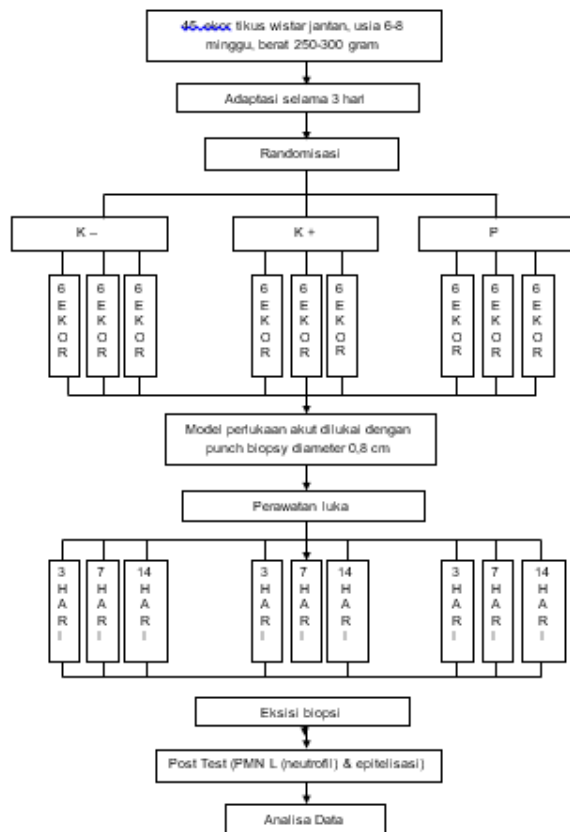 45 ekor tikus wistar jantan, usia 6-8
minggu, berat 250-300 gram
Adaptasi selama 3 hari
Randomisasi
K –
K +
P
6 EKOR
6 EKOR
6 EKOR
6 EKOR
6 EKOR
6 EKOR
6 EKOR
6 EKOR
6 EKOR
Model perlukaan akut dilukai dengan
punch biopsy diameter 0,8 cm
Perawatan luka
3 HARI
7 HARI
14 HARI
3 HARI
7 HARI
14 HARI
3 HARI
7 HARI
14 HARI
Eksisi biopsi
Post Test (PMN L (neutrofil) & epitelisasi)
Analisa Data